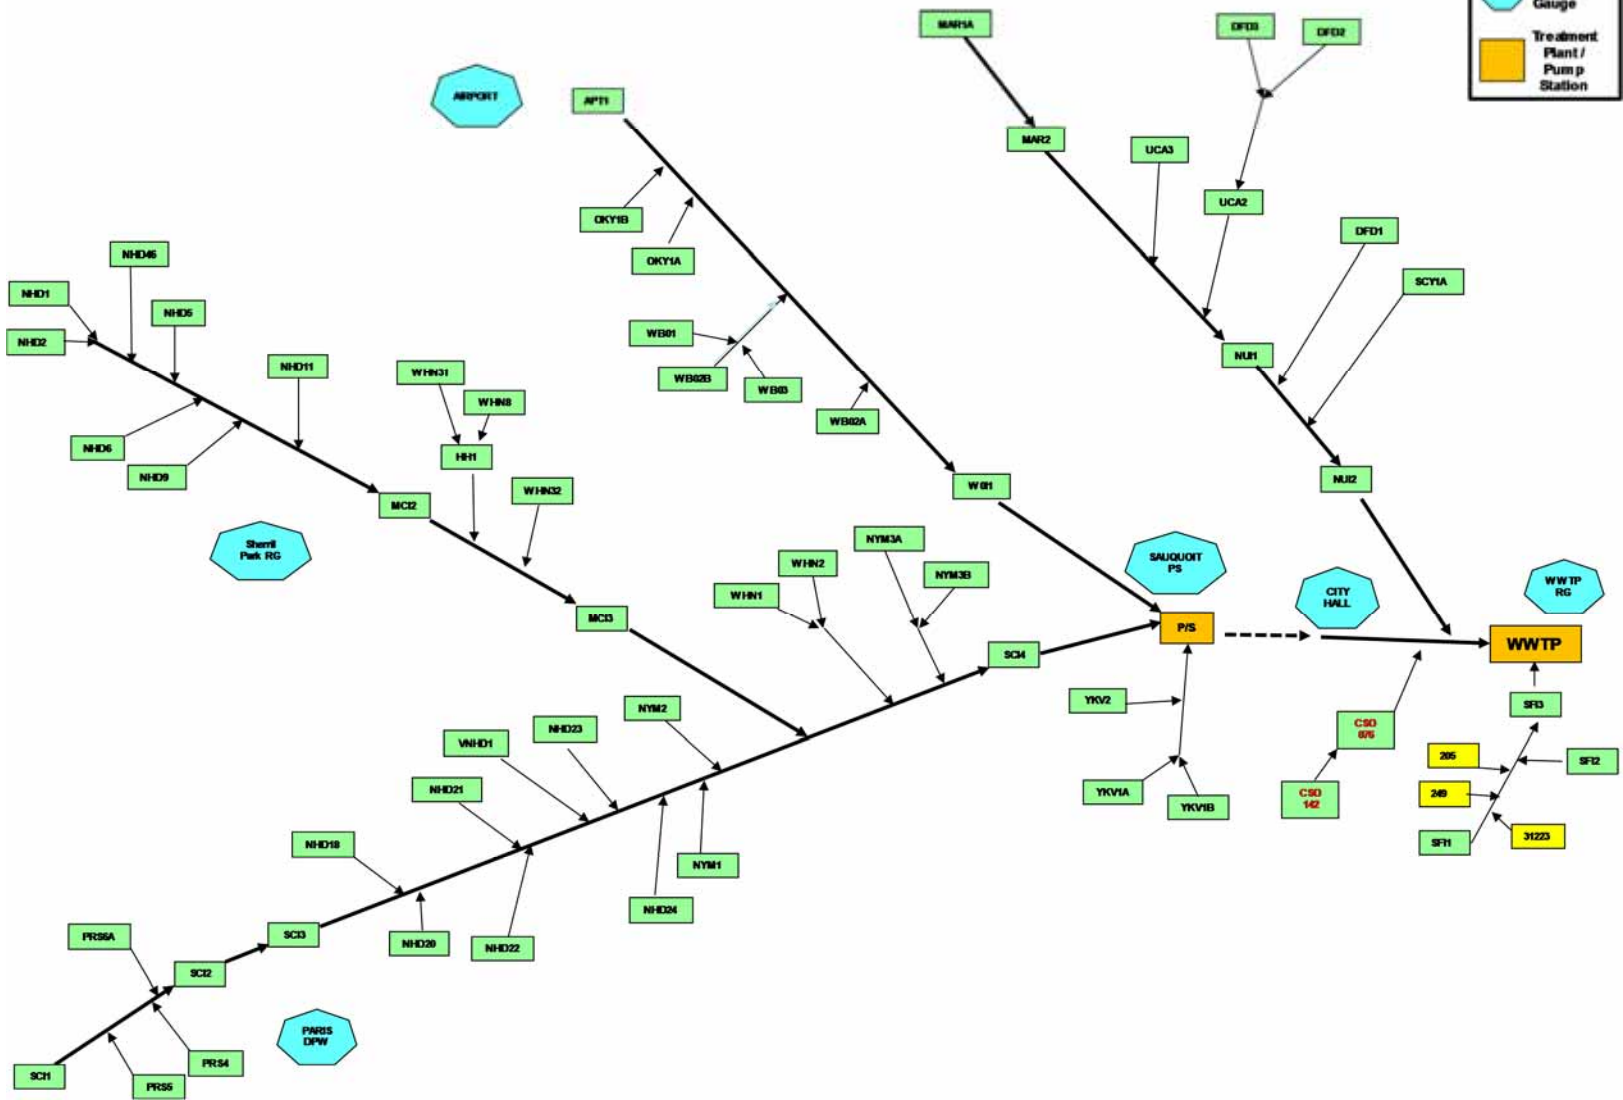 Gauge
Treatment
Plant /
Pump
Station
MAR1A
DFD3
DFD2
AIRPORT
APT1
MAR2
UCA3
UCA2
OKY1B
OKY1A
DFD1
SCY1A
NHD46
NHD1
NHD5
NHD2
WB01
WB02B
WB03
WB02A
NUI1
NHD11
WHN31
WHN8
NHD6
NHD9
HH1
WHN32
MCI2
W0I1
NUI2
Sherril
Park RG
NYM3A
WHN2
NYM3B
WHN1
SAUQUOIT
PS
CITY
HALL
WWTP
RG
MCI3
P/S
WWTP
SCI4
YKV2
SFI3
CSO
076
NYM2
NHD23
VNHD1
205
SFI2
NHD21
YKV1A
YKV1B
249
CSO
142
SFI1
31223
NHD18
NYM1
NHD24
PRS6A
SCI3
NHD20
NHD22
SCI2
PARIS
DPW
PRS4
SCI1
PRS5